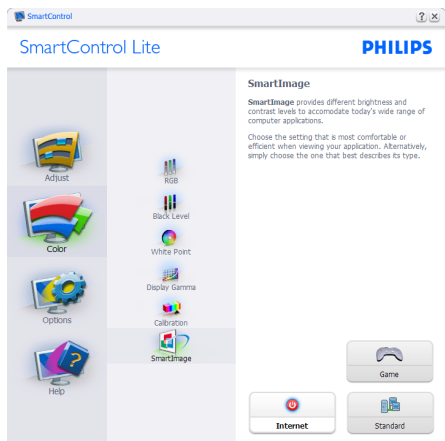 SmartControl
SmartControl Lite
PHILIPS
Adjust
Color
Options
Help
RGB
Black Level
White Point
Display Gamma
Calibration
SmartImage
SmartImage
SmartImage provides different brightness and
contrast levels to accomodate today's wide range of
computer applications.
Choose the setting that is most comfortable or
efficient when viewing your application. Alternatively,
simply choose the one that best describes its type.
Game
Internet
Standard